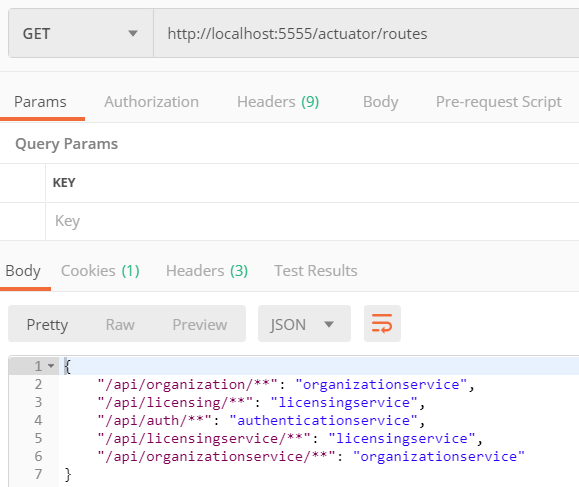 GET http://localhost:5555/actuator/routes
Params Authorization Headers (9) Body Pre-request Script
Query Params
KEY
Key
Body Cookies (1) Headers (3) Test Results
Pretty Raw Preview JSON
1 {
2 "/api/organization/**": "organizationservice",
3 "/api/licensing/**": "licensingservice",
4 "/api/auth/**": "authenticationservice",
5 "/api/licensingservice/**": "licensingservice",
6 "/api/organizationservice/**": "organizationservice"
7 }